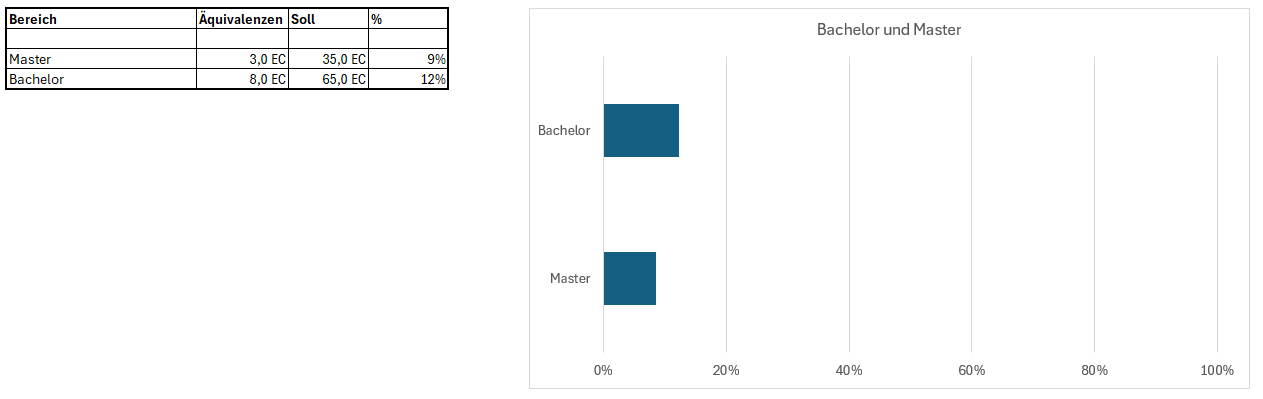 Bereich Äquivalenzen Soll %
Master 3,0 EC 35,0 EC 9%
Bachelor 8,0 EC 65,0 EC 12%
Bachelor und Master
Bachelor
Master
0% 20% 40% 60% 80% 100%